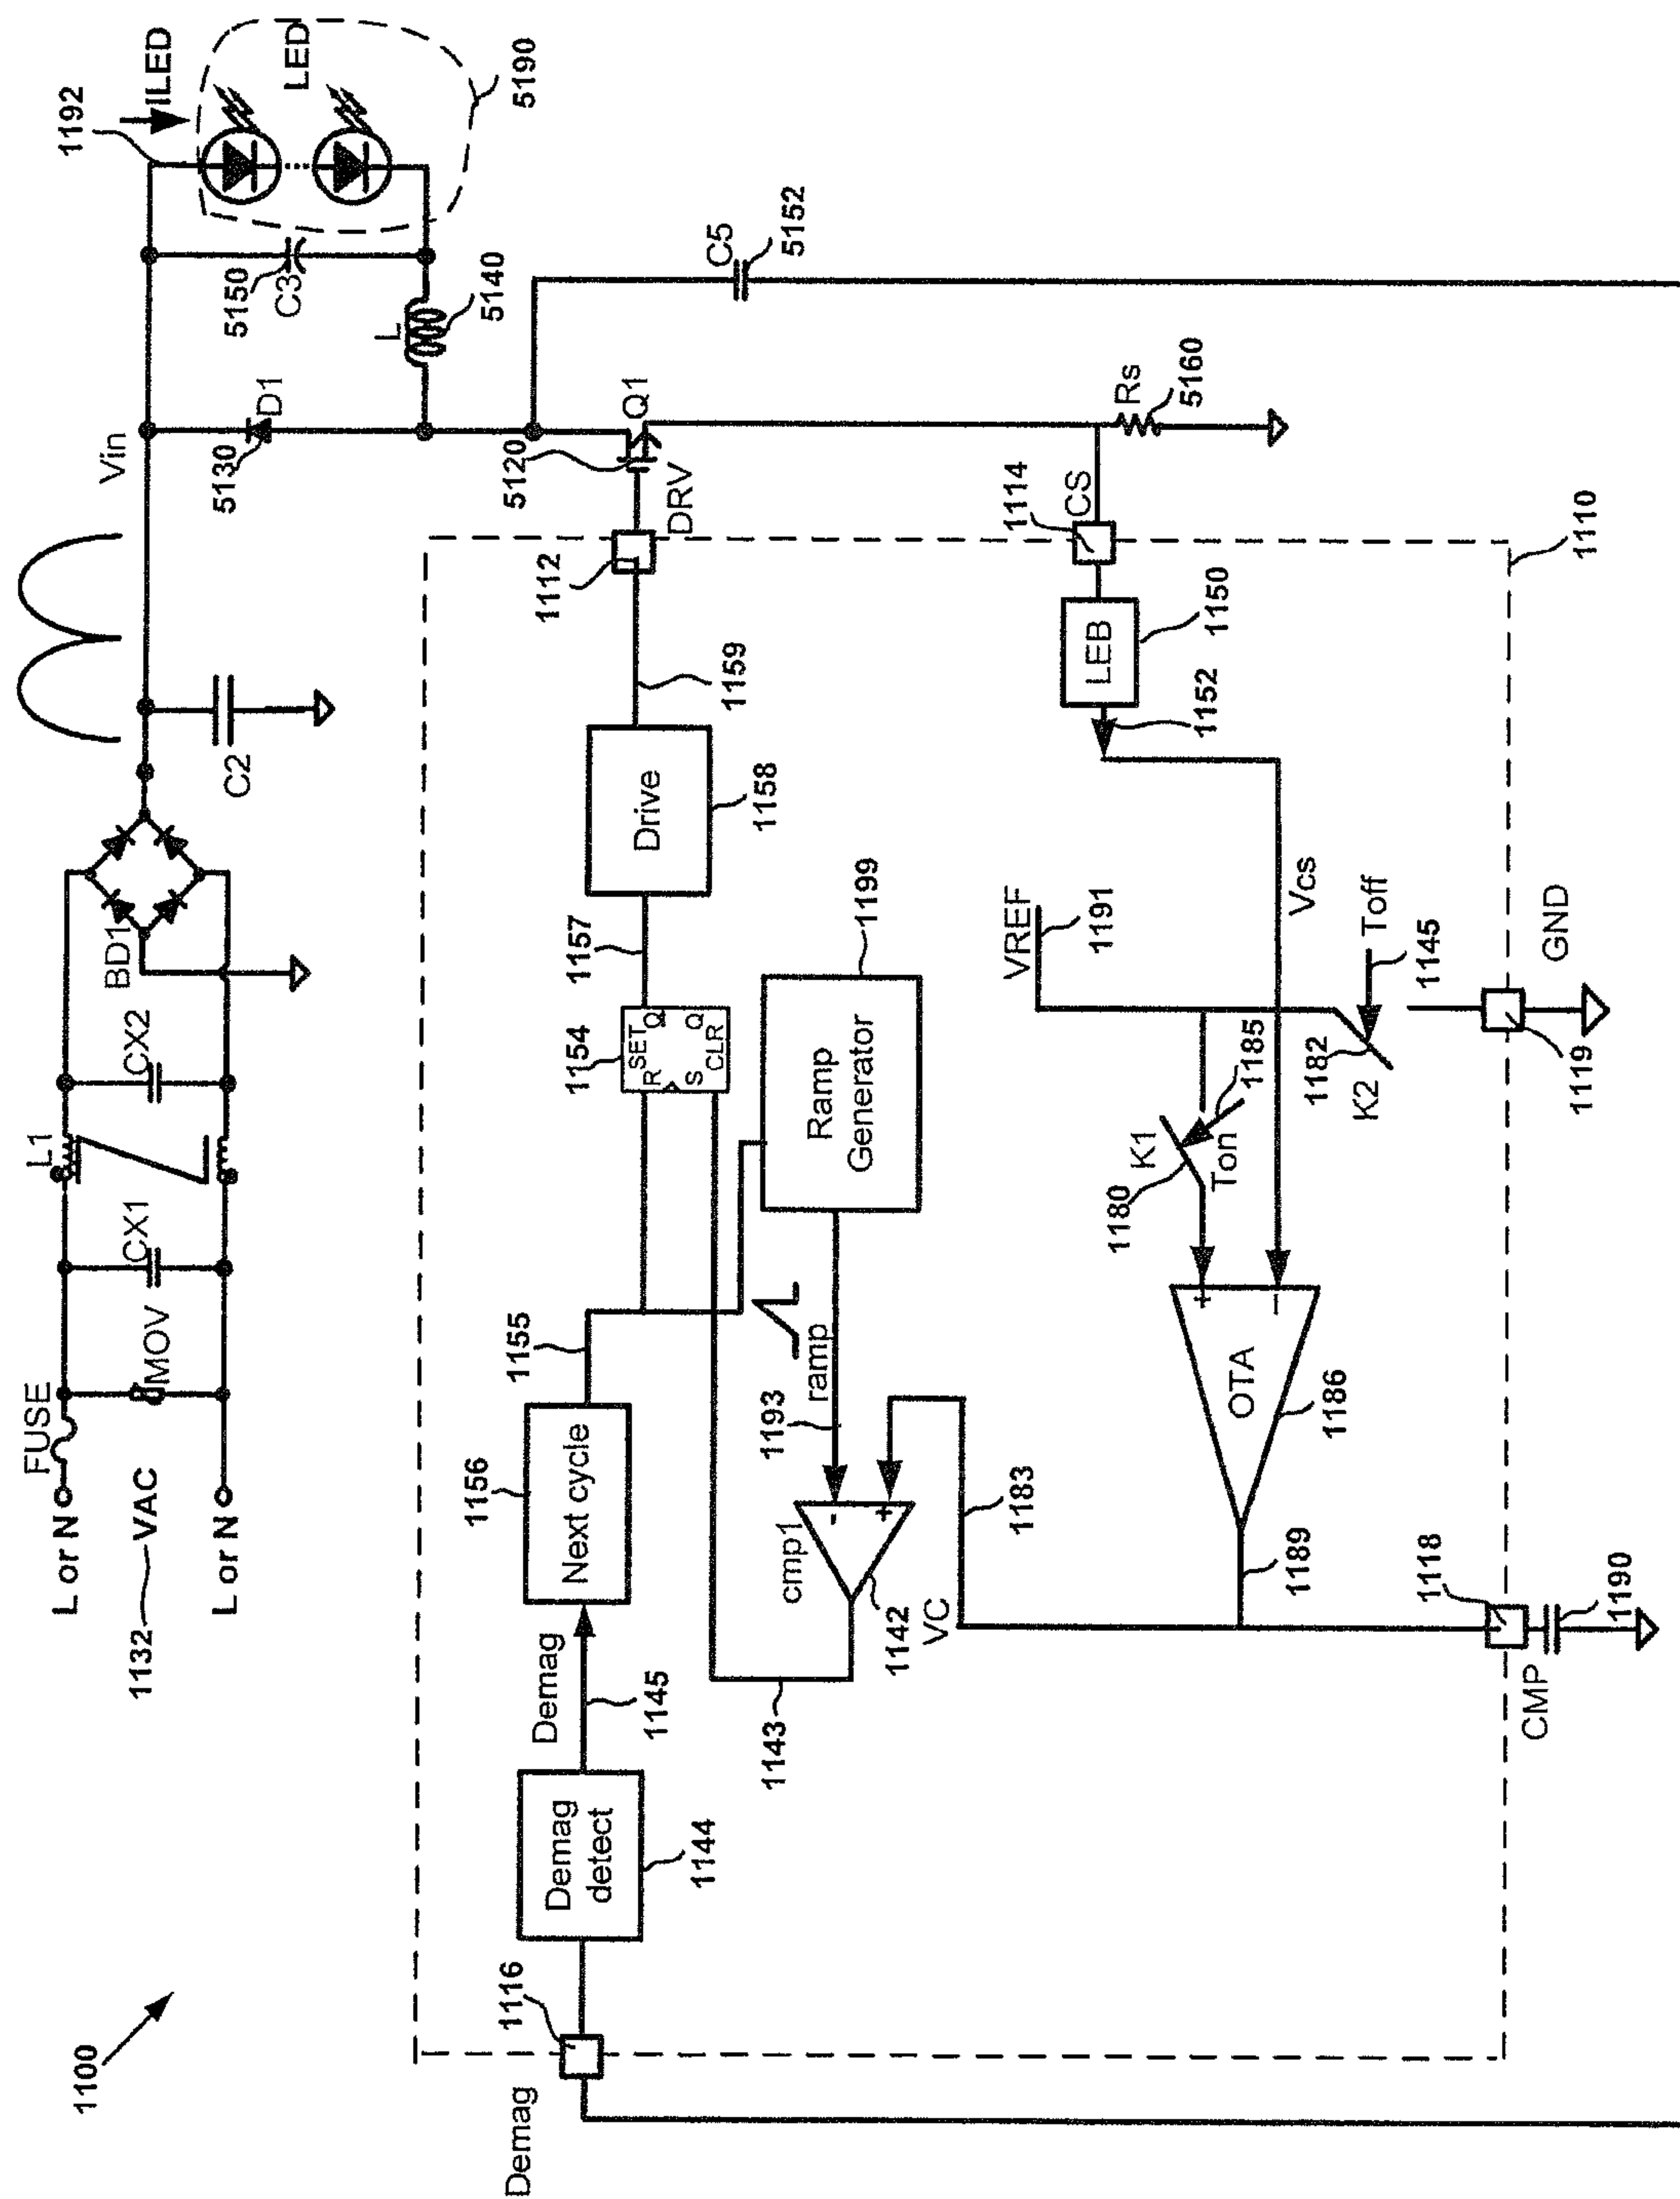 1100
L or N
FUSE
MOV
CX1
L1
CX2
BD1
C2
1132
VAC
L or N
Vin
1192
ILED
LED
5190
5150
C3
L
5140
5130
D1
5120
Q1
C5
5152
DRV
1112
Demag
1116
Demag
detect
1144
Demag
1145
1156
Next cycle
1155
1154
R
SET
Q
S
CLR
Q
1157
Drive
1158
1159
1143
cmp1
-
+
1142
VC
1183
1193
ramp
Ramp
Generator
1199
1114
CS
Rs
5160
LEB
1150
1152
VREF
1191
Vcs
K1
1180
Ton
1185
K2
1182
Toff
1145
+
-
OTA
1186
1189
CMP
1118
1190
1119
GND
1110